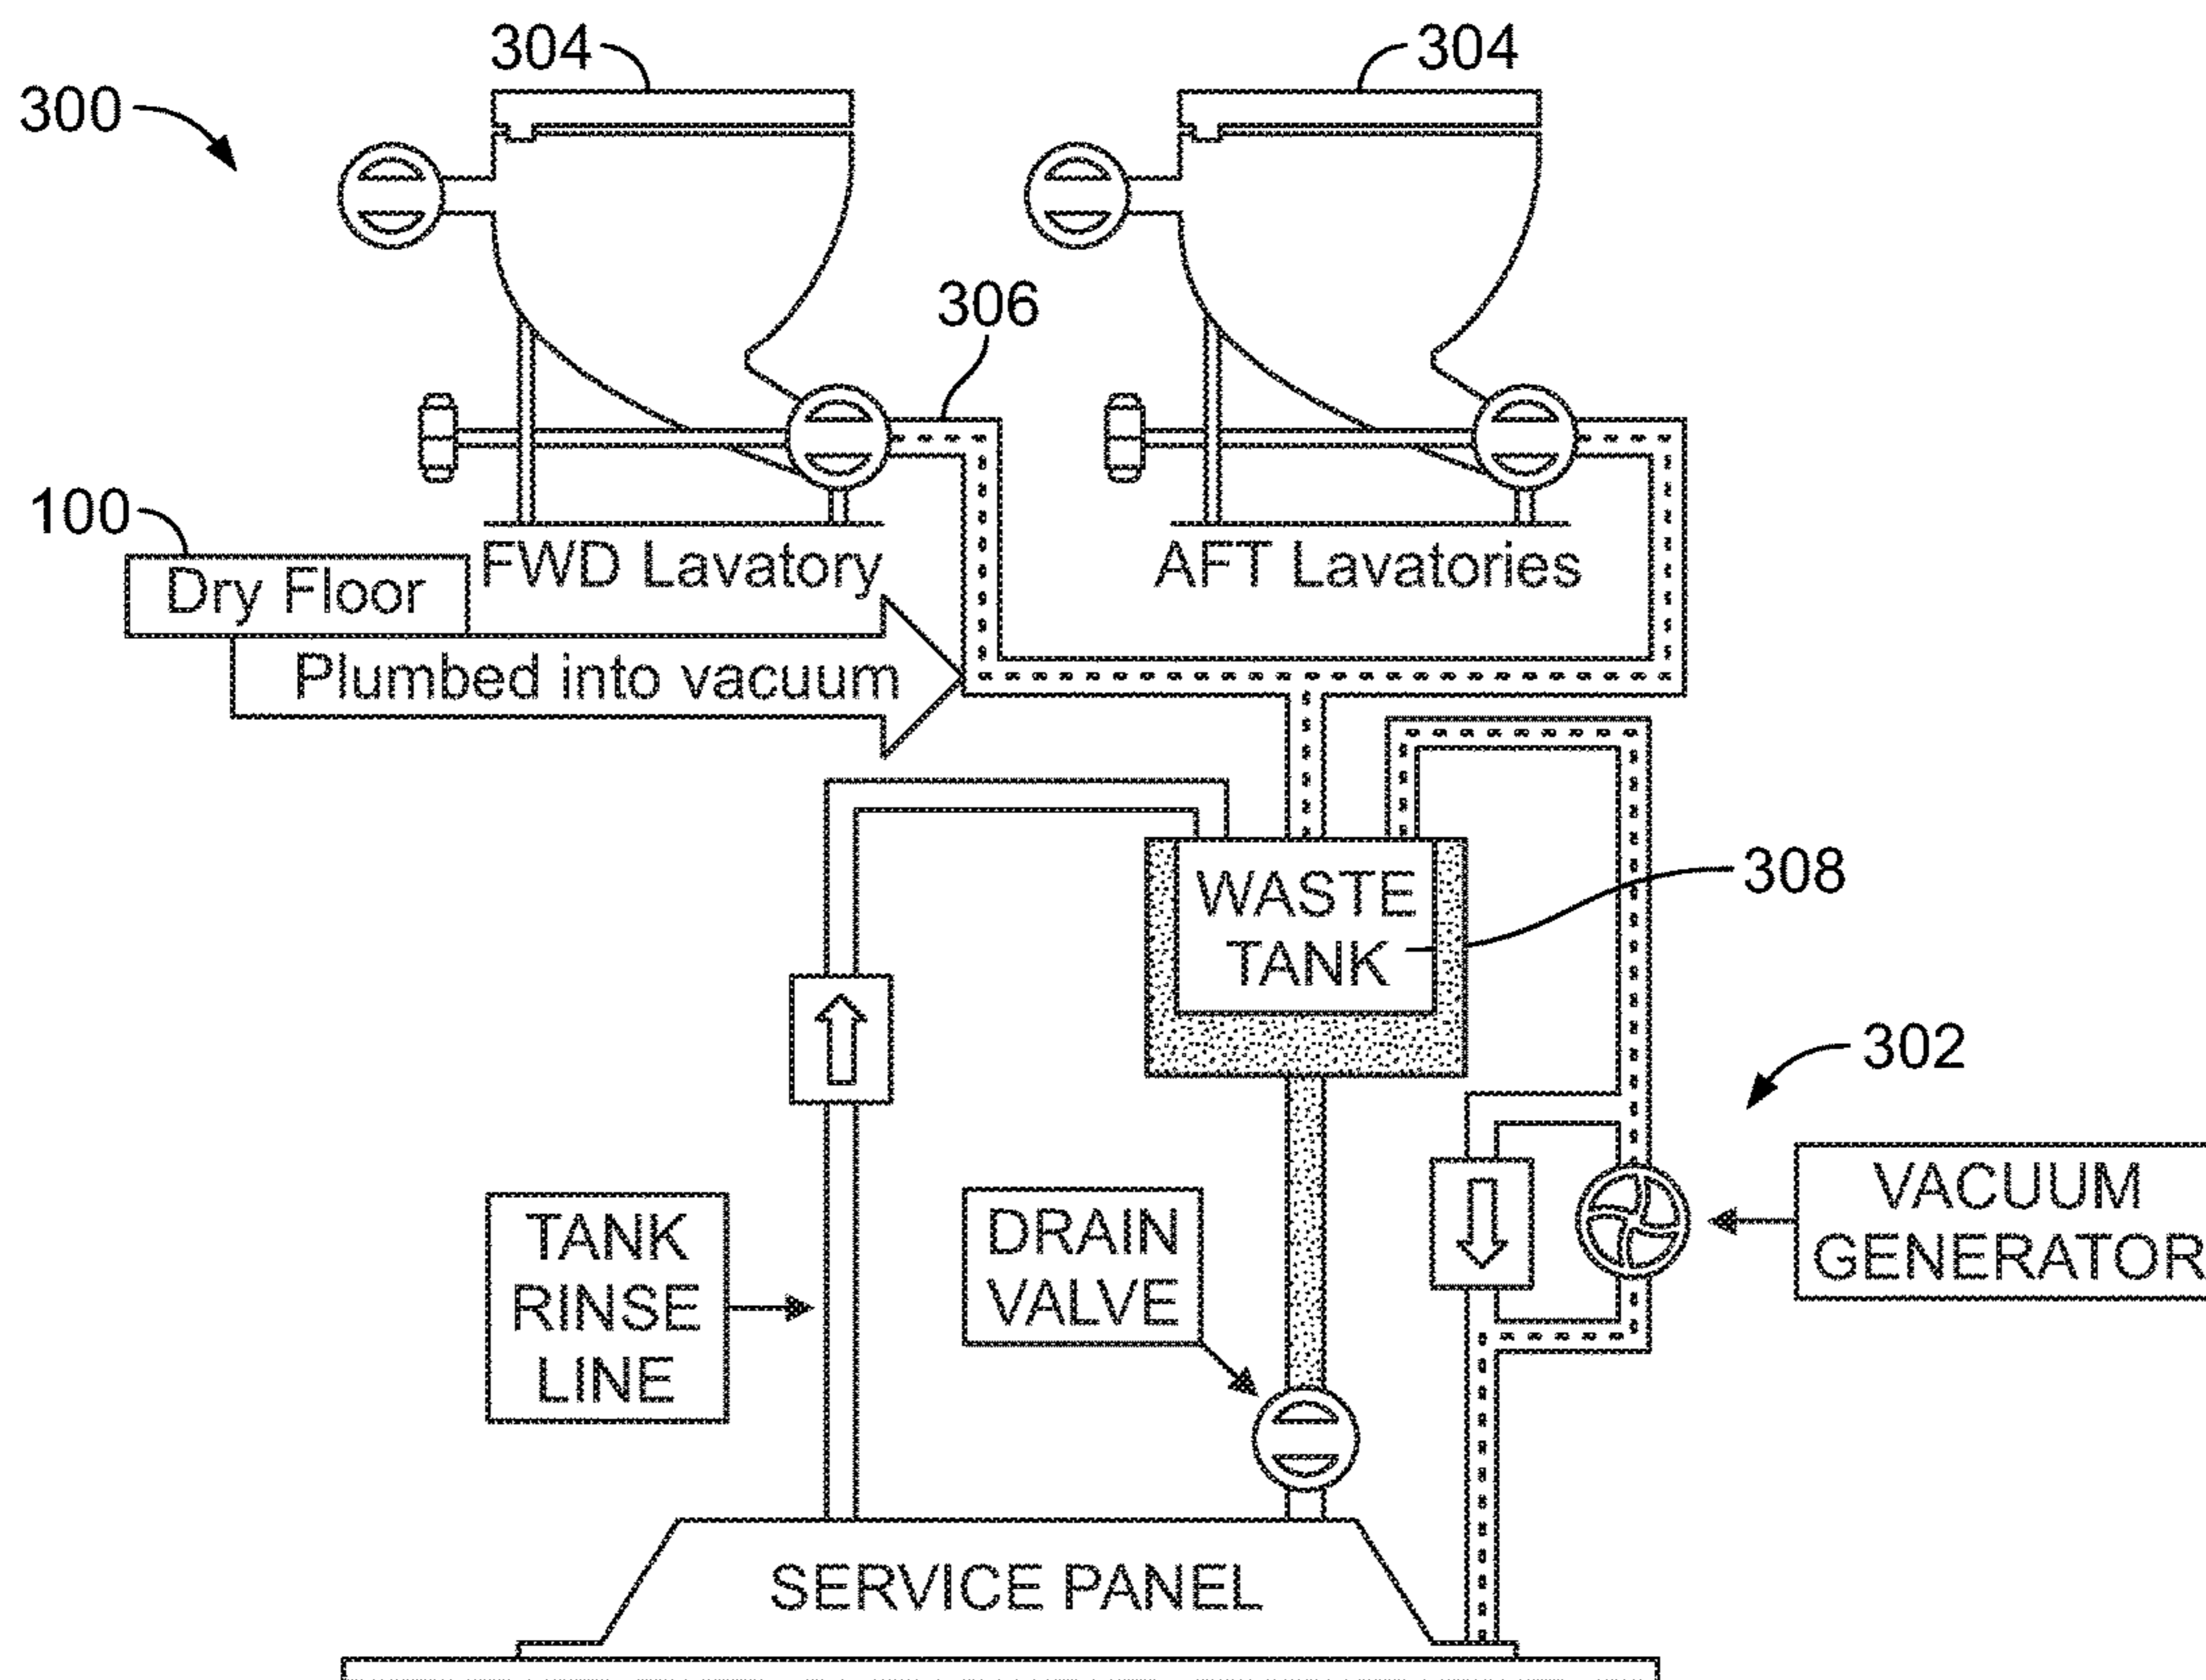 304
304
300
306
100
FWD Lavatory
AFT Lavatories
Dry Floor
Plumbed into vacuum
WASTE
TANK
308
302
TANK
RINSE
LINE
DRAIN
VALVE
VACUUM
GENERATOR
SERVICE PANEL